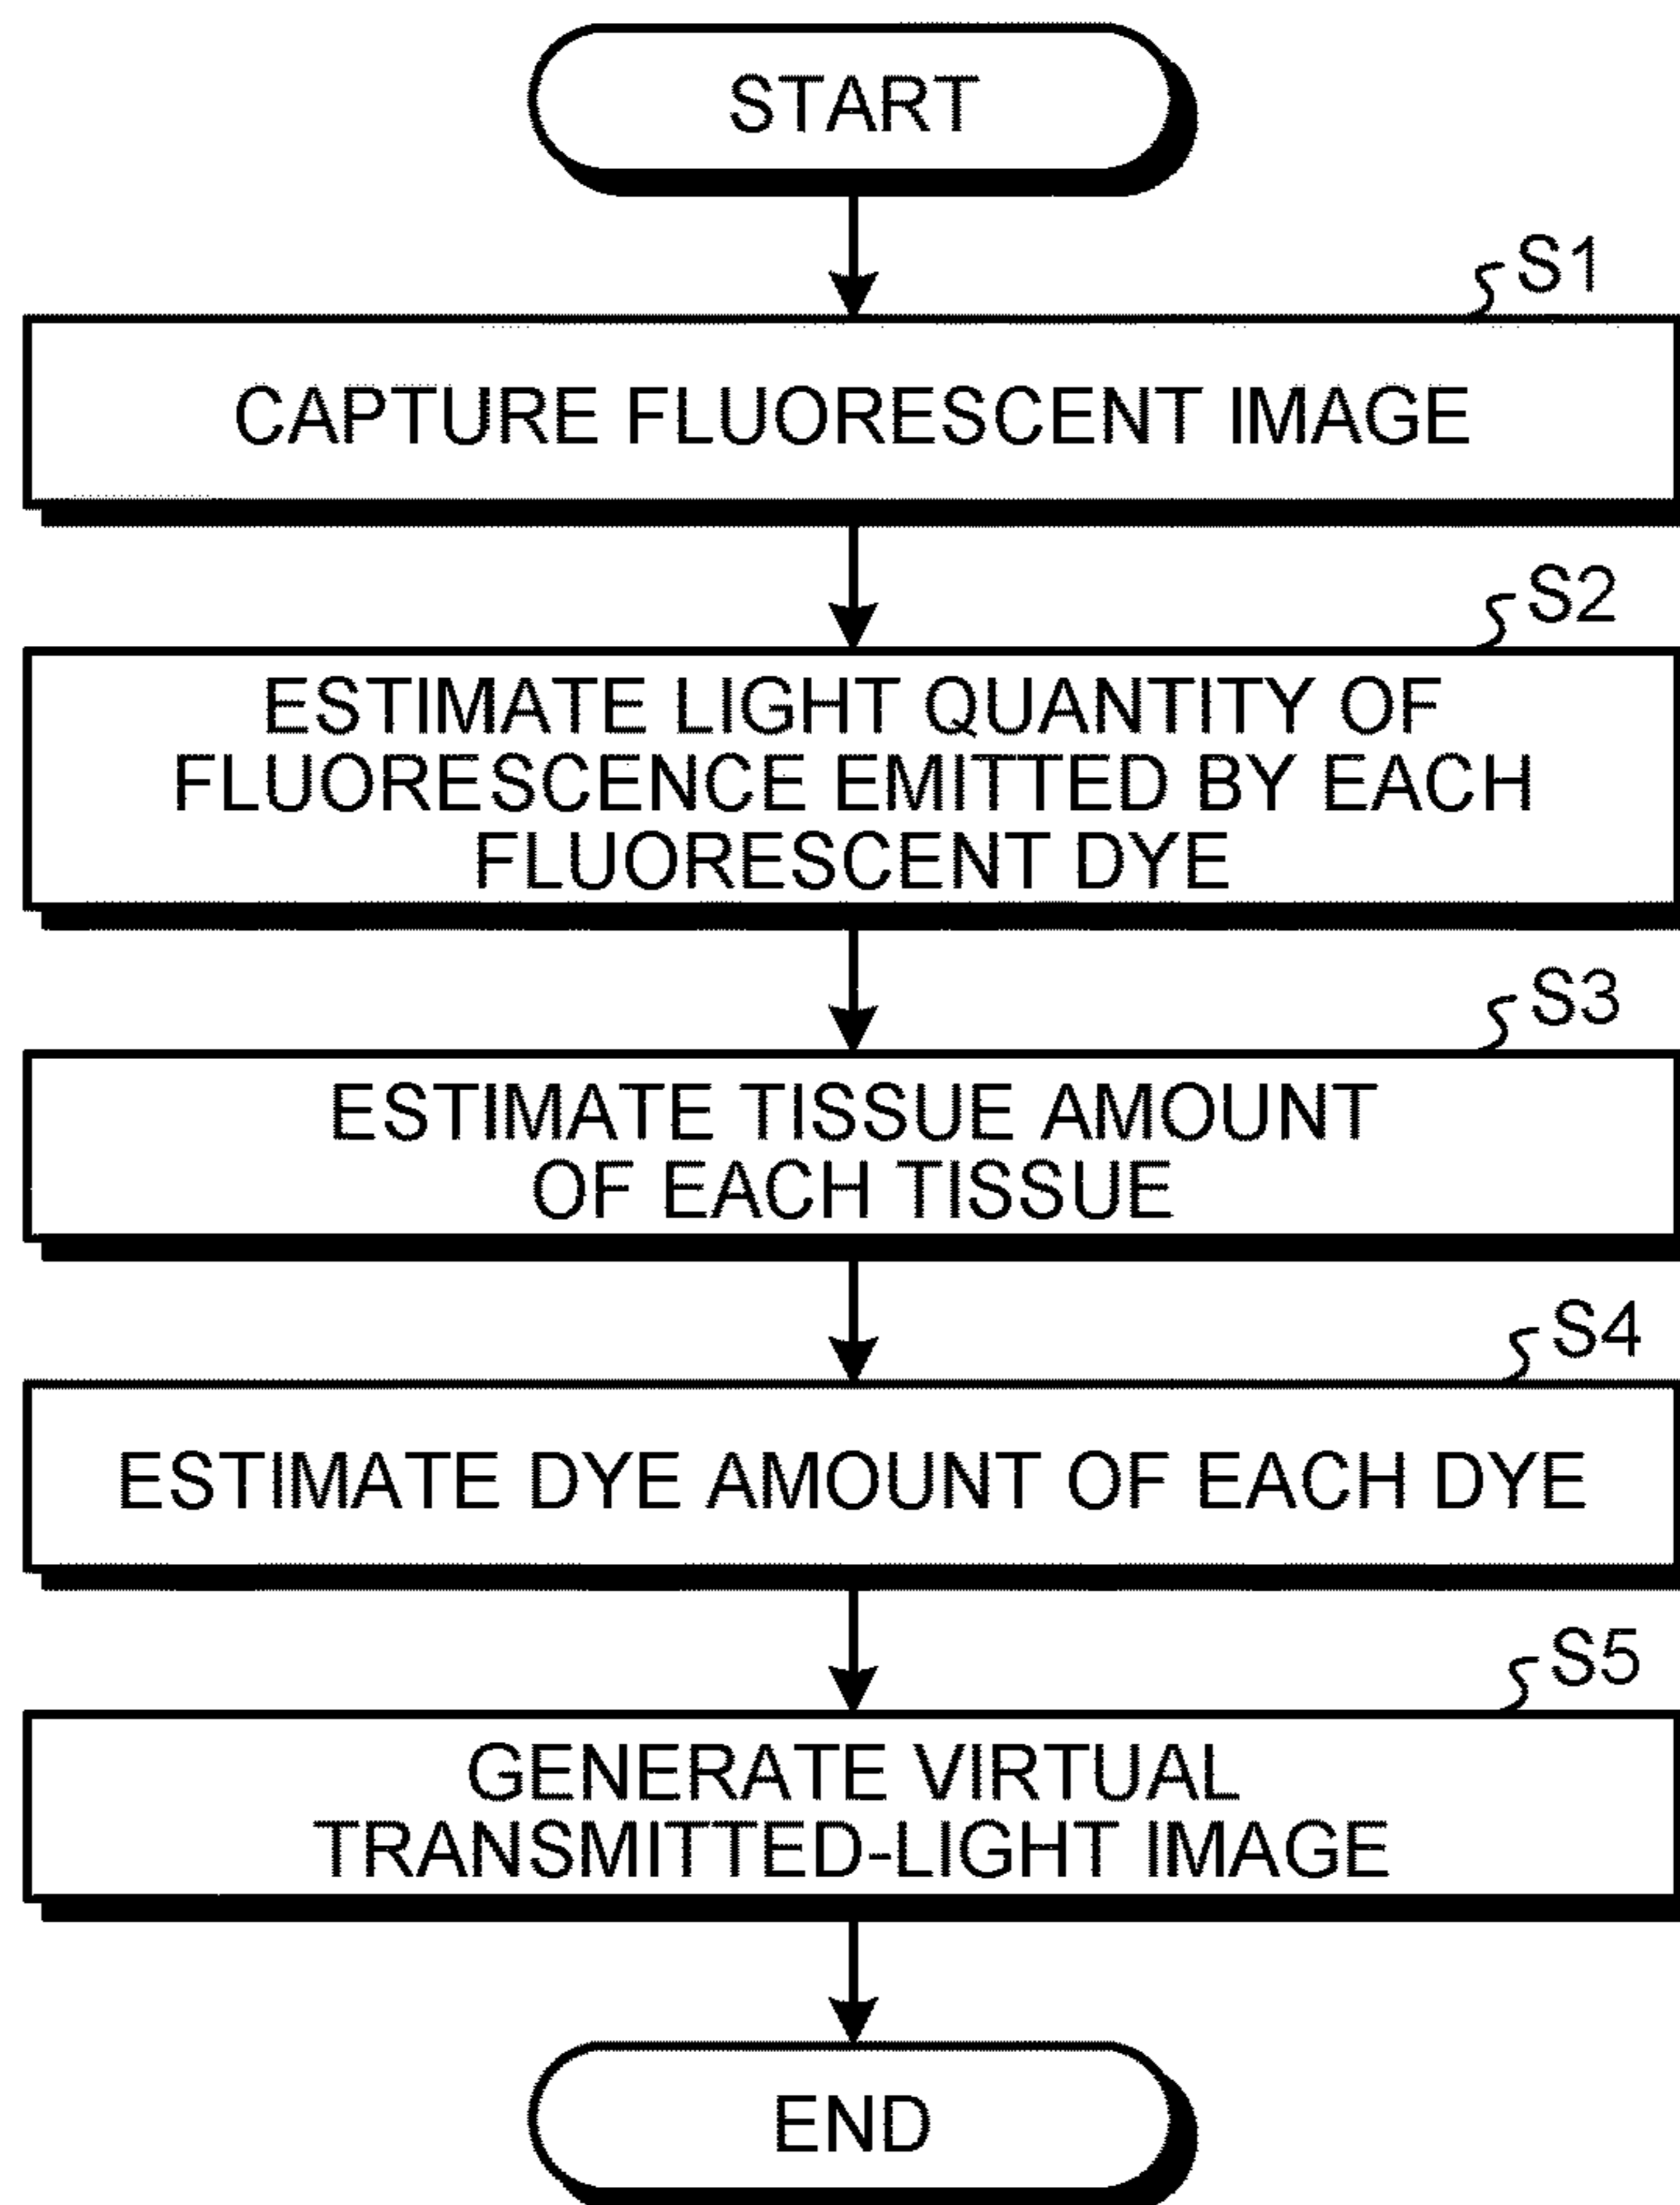 START
S1
CAPTURE FLUORESCENT IMAGE
S2
ESTIMATE LIGHT QUANTITY OF
FLUORESCENCE EMITTED BY EACH
FLUORESCENT DYE
S3
ESTIMATE TISSUE AMOUNT
OF EACH TISSUE
S4
ESTIMATE DYE AMOUNT OF EACH DYE
S5
GENERATE VIRTUAL
TRANSMITTED-LIGHT IMAGE
END